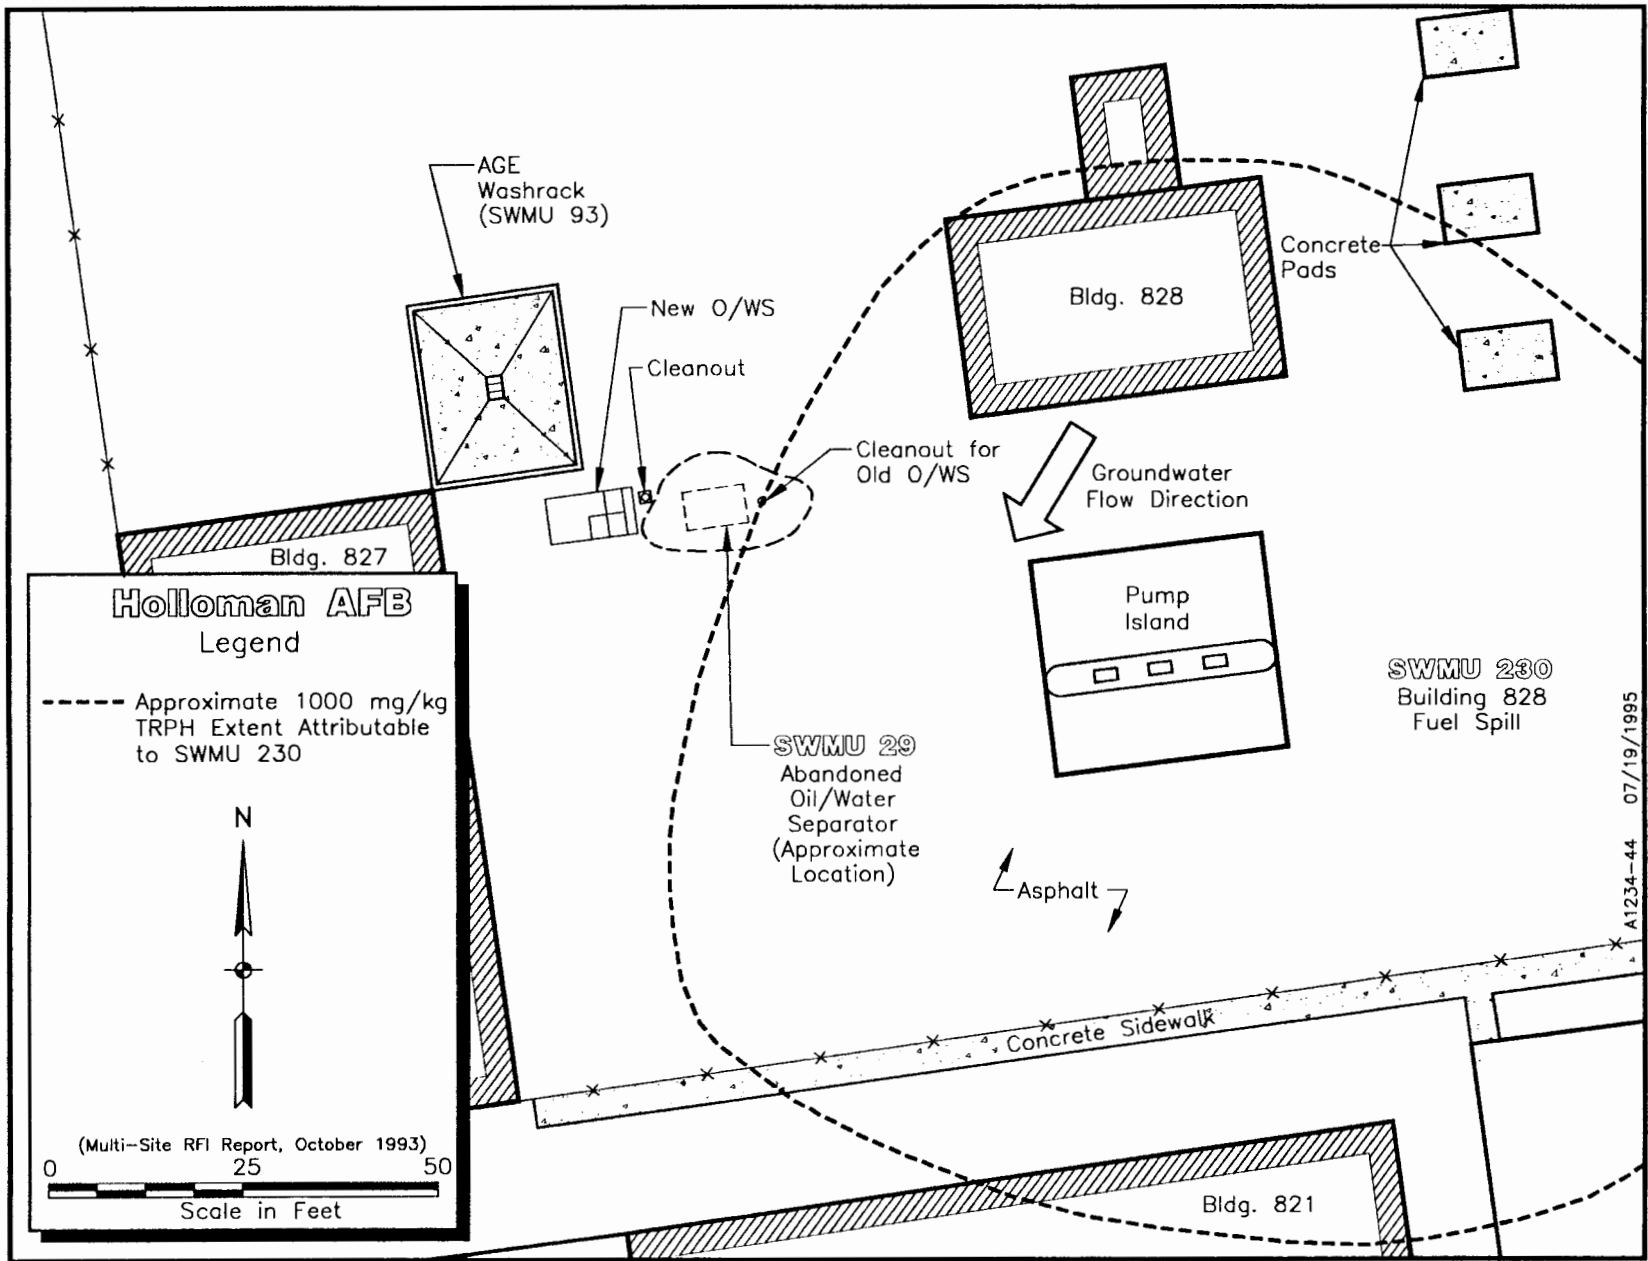 AGE
Washrack
(SWMU 93)
New O/WS
Cleanout
Bldg. 828
Concrete
Pads
Cleanout for
Old O/WS
Groundwater
Flow Direction
Bldg. 827
Pump
Island
SWMU 230
Building 828
Fuel Spill
SWMU 29
Abandoned
Oil/Water
Separator
(Approximate
Location)
Asphalt
Concrete Sidewalk
Bldg. 821
A1234-44 07/19/1995
Holloman AFB
Legend
Approximate 1000 mg/kg
TRPH Extent Attributable
to SWMU 230
N
(Multi-Site RFI Report, October 1993)
0 25 50
Scale in Feet